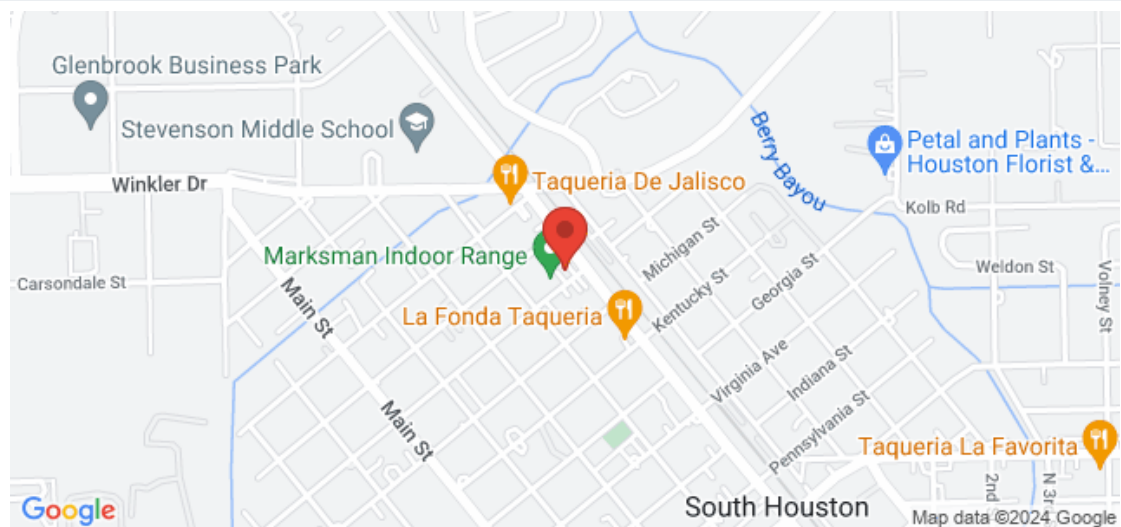 Glenbrook Business Park
Stevenson Middle School
Winkler Dr
Taqueria De Jalisco
Berry Bayou
Petal and Plants -
Houston Florist &...
Kolb Rd
Michigan St
Marksman Indoor Range
Carsondale St
Main St
Georgia St
Weldon St
Volney St
La Fonda Taqueria
Kentucky St
Virginia Ave
Indiana St
Main St
Pennsylvania St
Taqueria La Favorita
2nd S
N 3r
South Houston
Google
Map data ©2024 Google